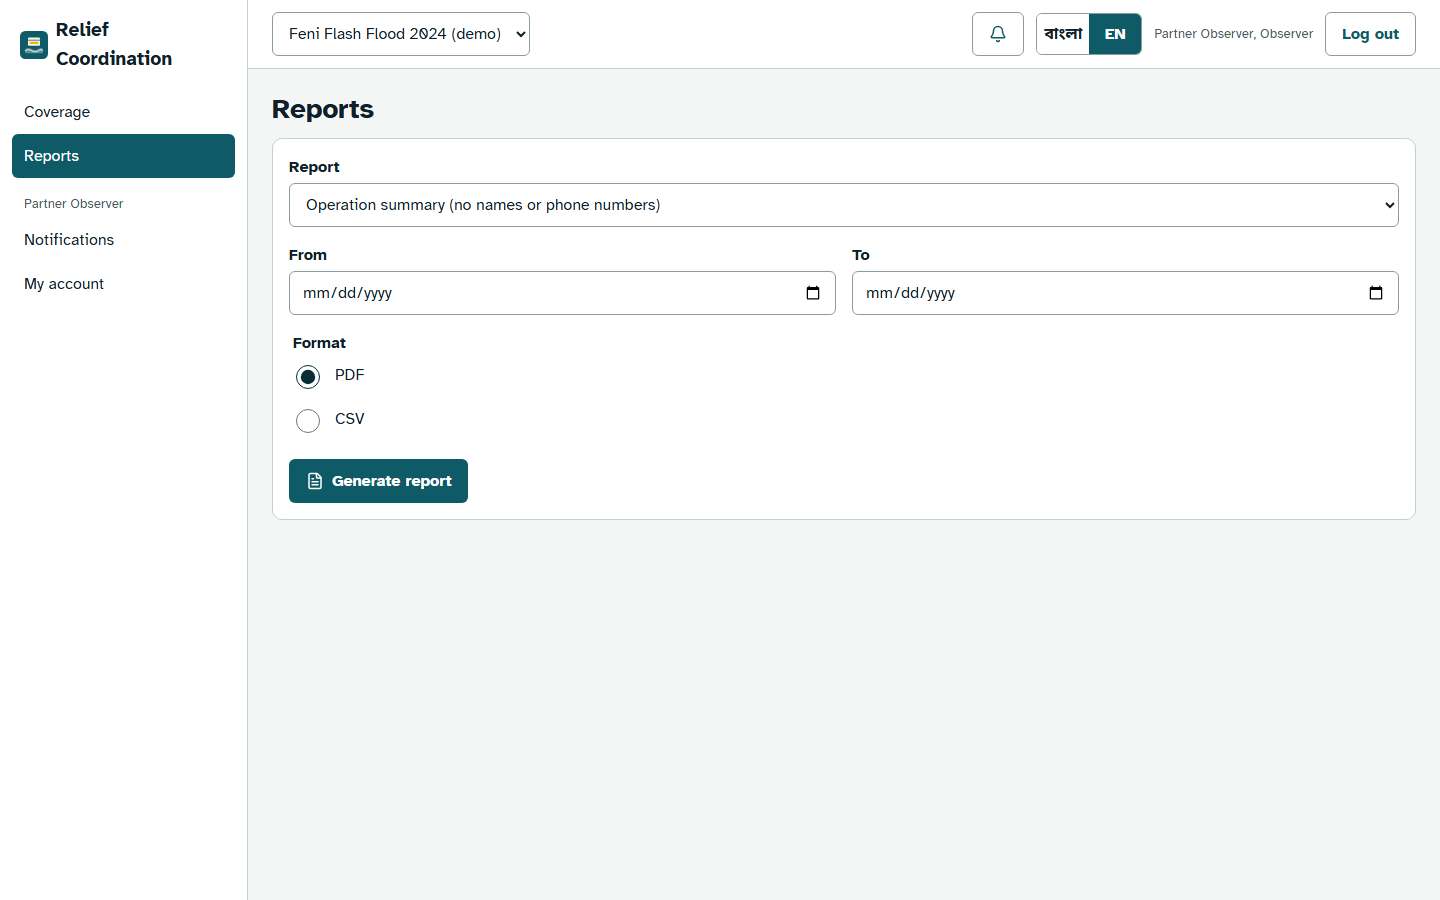 Relief
Coordination
Feni Flash Flood 2024 (demo)
বাংলা
EN
Partner Observer, Observer
Log out
Coverage
Reports
Partner Observer
Notifications
My account
Reports
Report
Operation summary (no names or phone numbers)
From
To
mm/dd/yyyy
mm/dd/yyyy
Format
PDF
CSV
Generate report